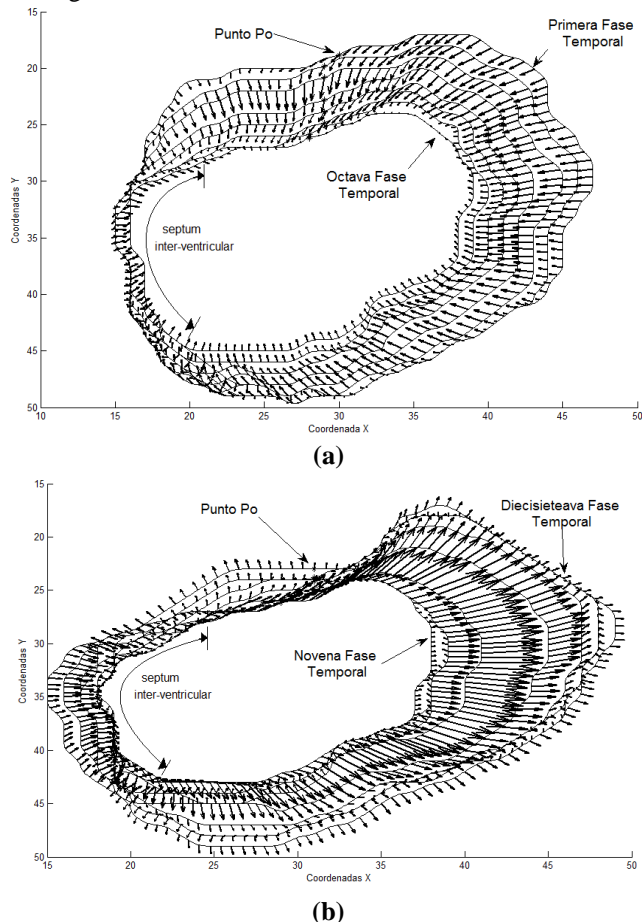 15
20
25
30
35
40
45
50
Coordenadas Y
Punto Po
Primera Fase
Temporal
Octava Fase
Temporal
septum
inter-ventricular
10
15
20
25
30
35
40
45
50
Coordenada X
(a)
15
20
25
30
35
40
45
50
Coordenadas Y
Punto Po
Diecisieteava Fase
Temporal
Novena Fase
Temporal
septum
inter-ventricular
15
20
25
30
35
40
45
50
Coordenadas X
(b)